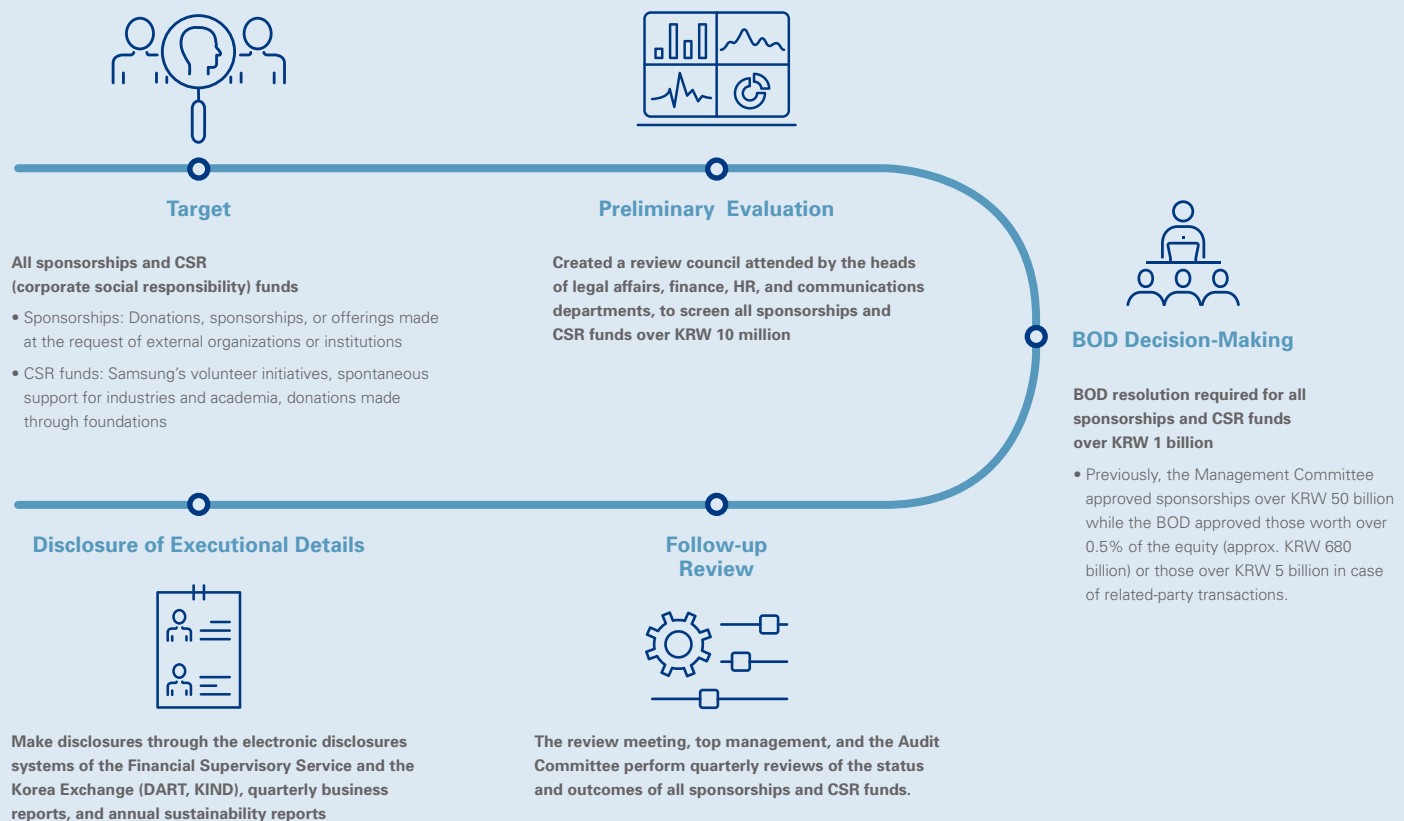 Target
All sponsorships and CSR
(corporate social responsibility) funds
• Sponsorships: Donations, sponsorships, or offerings made
at the request of external organizations or institutions
• CSR funds: Samsung’s volunteer initiatives, spontaneous
support for industries and academia, donations made
through foundations
Preliminary Evaluation
Created a review council attended by the heads
of legal affairs, finance, HR, and communications
departments, to screen all sponsorships and
CSR funds over KRW 10 million
BOD Decision-Making
BOD resolution required for all
sponsorships and CSR funds
over KRW 1 billion
• Previously, the Management Committee
approved sponsorships over KRW 50 billion
while the BOD approved those worth over
0.5% of the equity (approx. KRW 680
billion) or those over KRW 5 billion in case
of related-party transactions.
Follow-up
Review
The review meeting, top management, and the Audit
Committee perform quarterly reviews of the status
and outcomes of all sponsorships and CSR funds.
Disclosure of Executional Details
Make disclosures through the electronic disclosures
systems of the Financial Supervisory Service and the
Korea Exchange (DART, KIND), quarterly business
reports, and annual sustainability reports